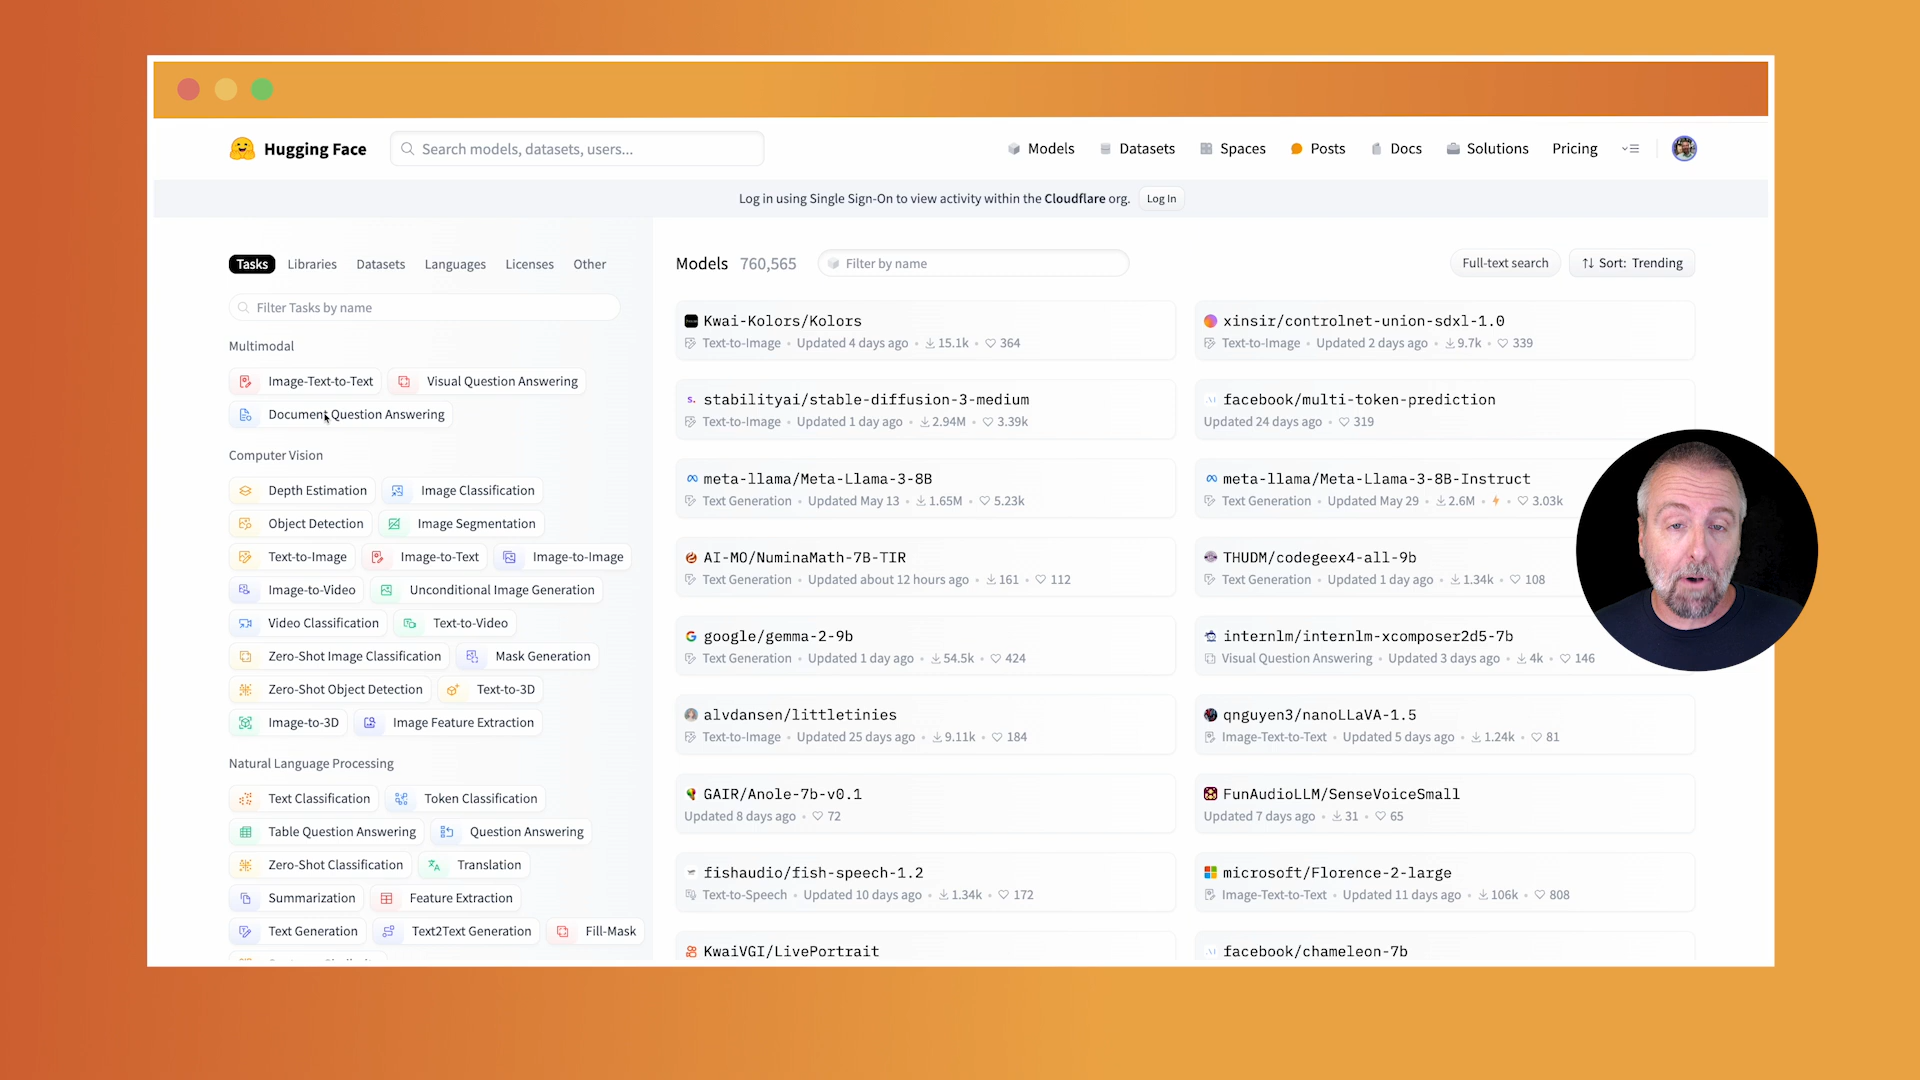 Hugging Face
Search models, datasets, users...
Models
Datasets
Spaces
Posts
Docs
Solutions
Pricing
Log in using Single Sign-On to view activity within the Cloudflare org.
Log In
Tasks
Libraries
Datasets
Languages
Licenses
Other
Filter Tasks by name
Multimodal
Image-Text-to-Text
Visual Question Answering
Document Question Answering
Computer Vision
Depth Estimation
Image Classification
Object Detection
Image Segmentation
Text-to-Image
Image-to-Text
Image-to-Image
Image-to-Video
Unconditional Image Generation
Video Classification
Text-to-Video
Zero-Shot Image Classification
Mask Generation
Zero-Shot Object Detection
Text-to-3D
Image-to-3D
Image Feature Extraction
Natural Language Processing
Text Classification
Token Classification
Table Question Answering
Question Answering
Zero-Shot Classification
Translation
Summarization
Feature Extraction
Text Generation
Text2Text Generation
Fill-Mask
Models 760,565
Filter by name
Full-text search
Sort: Trending
Kwai-Kolors/Kolors
Text-to-Image • Updated 4 days ago • 15.1k • 364
xinsir/controlnet-union-sdxl-1.0
Text-to-Image • Updated 2 days ago • 9.7k • 339
stabilityai/stable-diffusion-3-medium
Text-to-Image • Updated 1 day ago • 2.94M • 3.39k
facebook/multi-token-prediction
Updated 24 days ago • 319
meta-llama/Meta-Llama-3-8B
Text Generation • Updated May 13 • 1.65M • 5.23k
meta-llama/Meta-Llama-3-8B-Instruct
Text Generation • Updated May 29 • 2.6M • 3.03k
AI-MO/NuminaMath-7B-TIR
Text Generation • Updated about 12 hours ago • 161 • 112
THUDM/codegeex4-all-9b
Text Generation • Updated 1 day ago • 1.34k • 108
google/gemma-2-9b
Text Generation • Updated 1 day ago • 54.5k • 424
internlm/internlm-xcomposer2d5-7b
Visual Question Answering • Updated 3 days ago • 4k • 146
alvdansen/littletinies
Text-to-Image • Updated 25 days ago • 9.11k • 184
qnguyen3/nanoLLaVA-1.5
Image-Text-to-Text • Updated 5 days ago • 1.24k • 81
GAIR/Anole-7b-v0.1
Updated 8 days ago • 72
FunAudioLLM/SenseVoiceSmall
Updated 7 days ago • 31 • 65
fishaudio/fish-speech-1.2
Text-to-Speech • Updated 10 days ago • 1.34k • 172
microsoft/Florence-2-large
Image-Text-to-Text • Updated 11 days ago • 106k • 808
KwaiVGI/LivePortrait
facebook/chameleon-7b